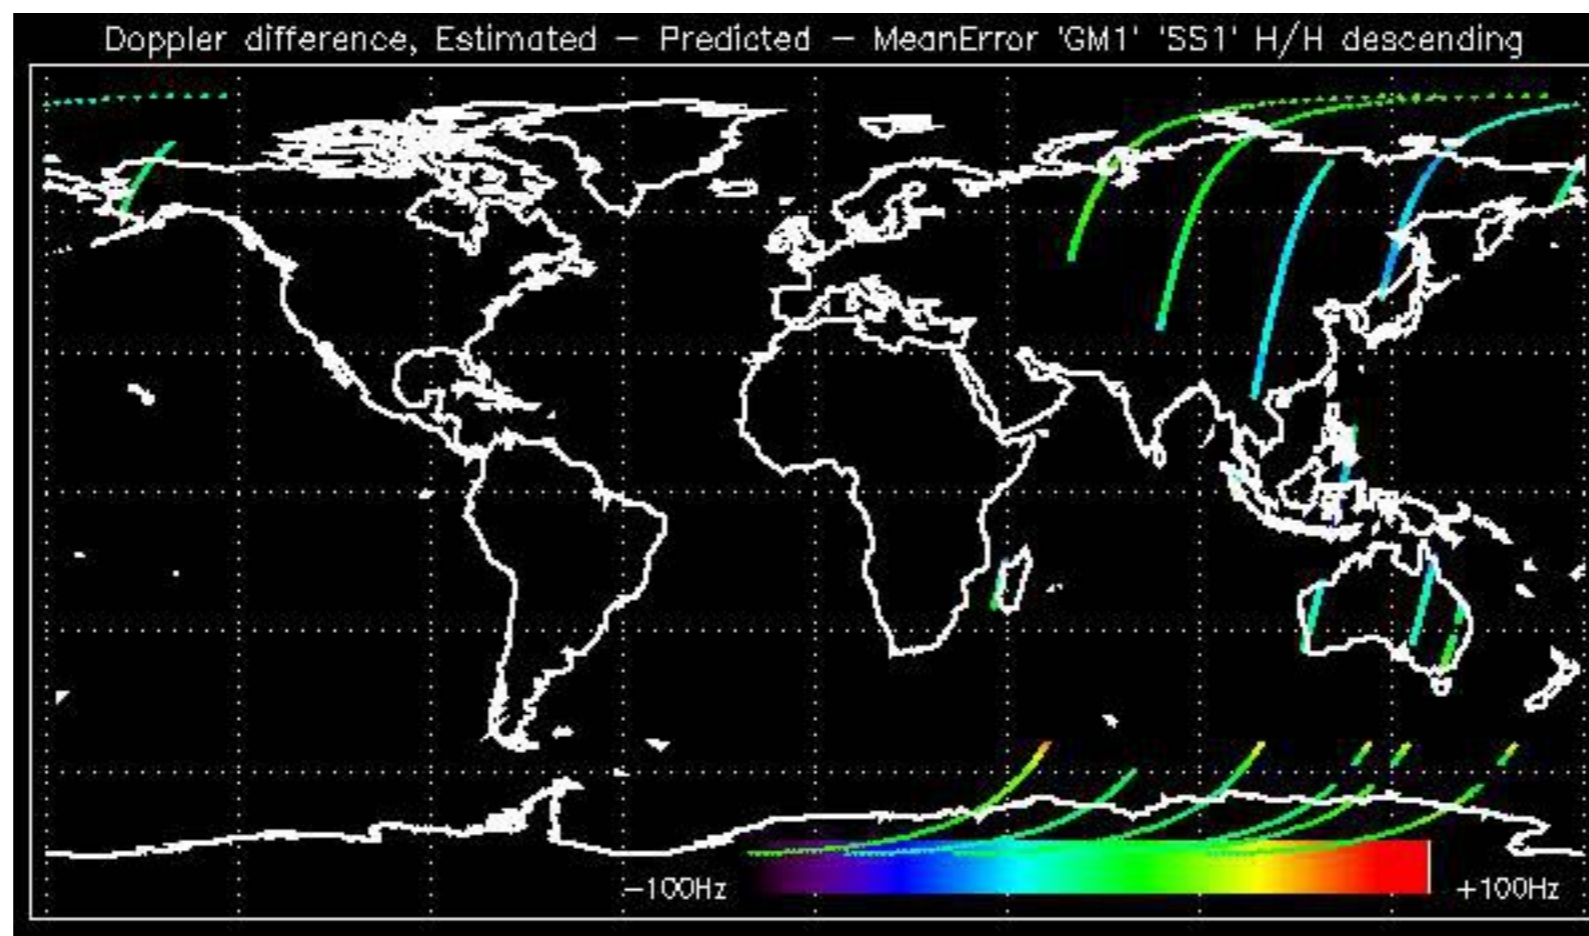 Doppler difference, Estimated – Predicted – MeanError 'GM1' 'SS1' H/H descending
–100Hz
+100Hz